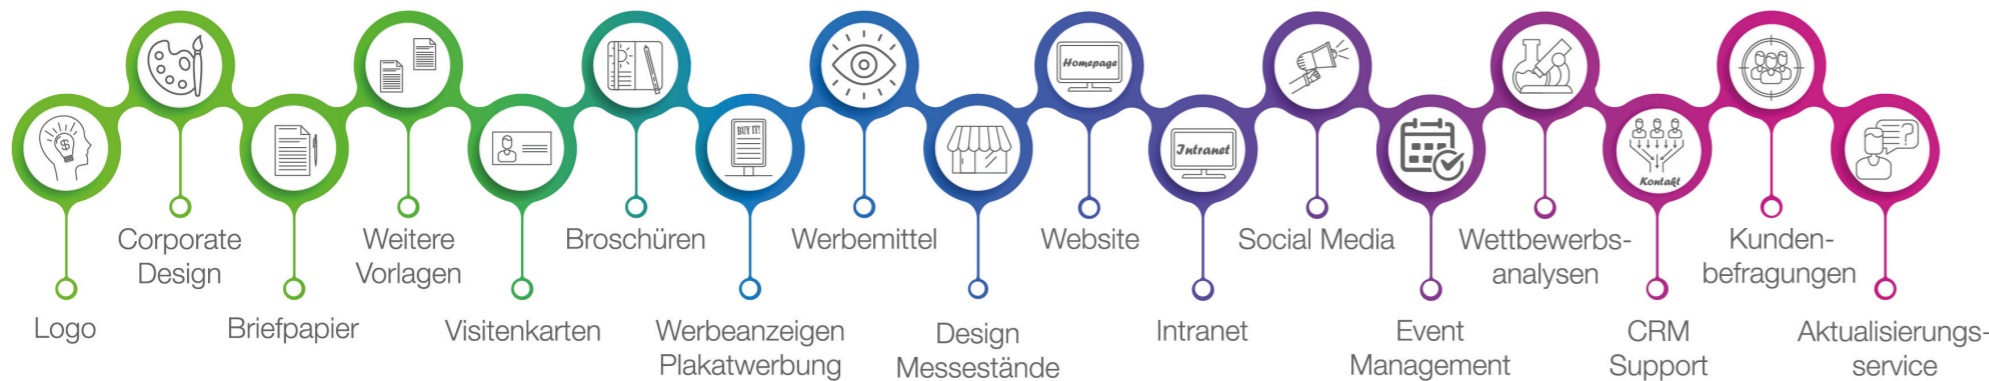 Logo
Corporate
Design
Briefpapier
Weitere
Vorlagen
Visitenkarten
Broschüren
BUY IT!
Werbeanzeigen
Plakatwerbung
Werbemittel
Design
Messestände
Homepage
Website
Intranet
Intranet
Social Media
Event
Management
Wettbewerbs-
analysen
Kontakt
CRM
Support
Kunden-
befragungen
?
Aktualisierungs-
service